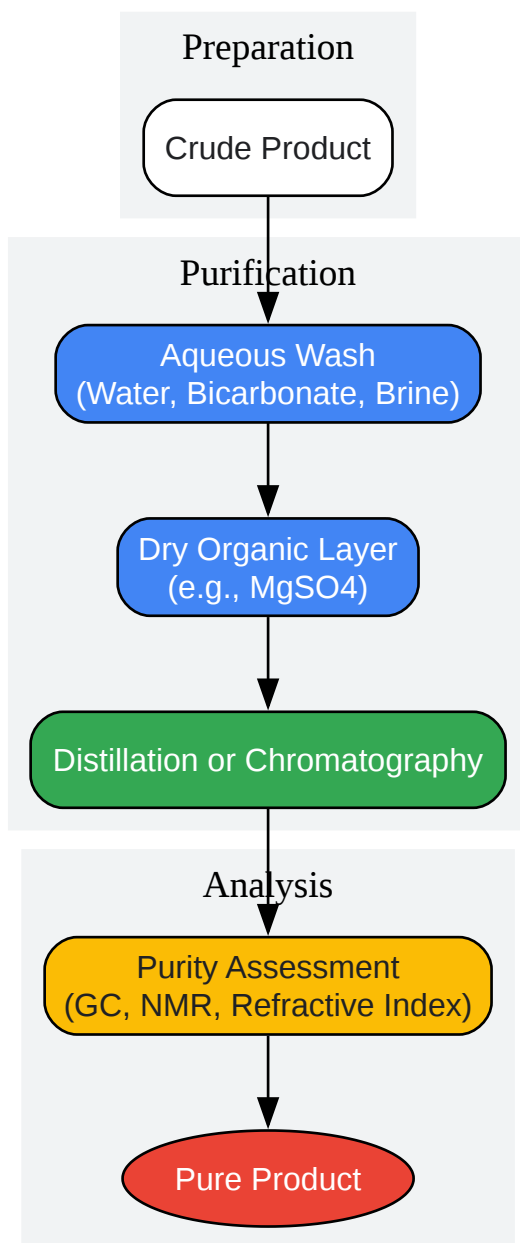 Preparation
Crude Product
Purification
Aqueous Wash
(Water, Bicarbonate, Brine)
Dry Organic Layer
(e.g., MgSO4)
Distillation or Chromatography
Analysis
Purity Assessment
(GC, NMR, Refractive Index)
Pure Product